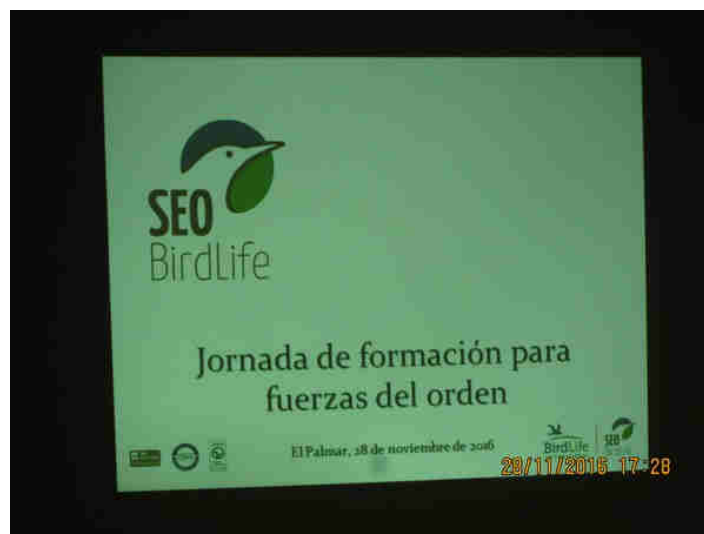 SEO
BirdLife
Jornada de formación para
fuerzas del orden
El Palmar, 28 de noviembre de 2016
BirdLife
SEO
28/11/2016 17:28